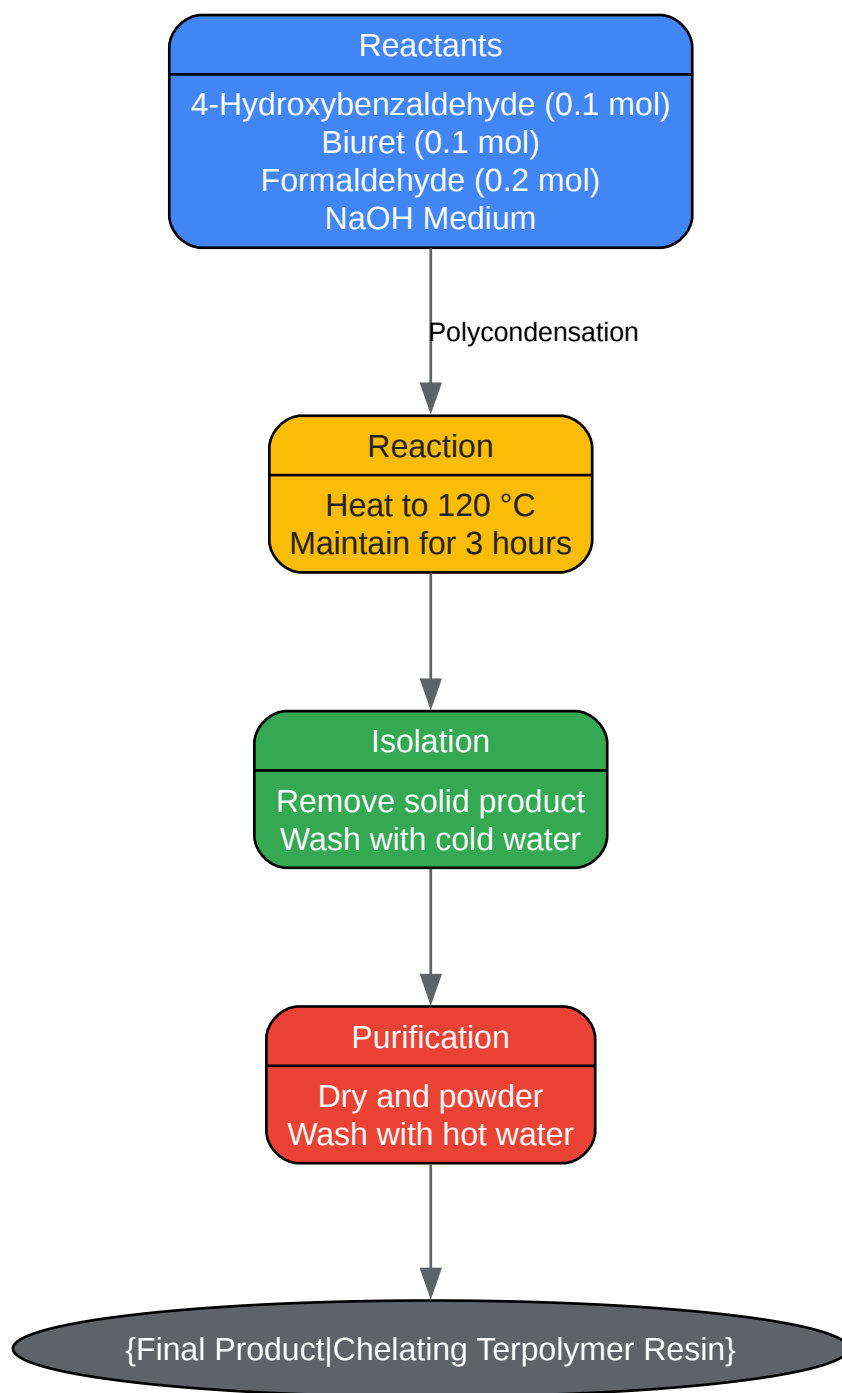 Reactants
4-Hydroxybenzaldehyde (0.1 mol)
Biuret (0.1 mol)
Formaldehyde (0.2 mol)
NaOH Medium
Polycondensation
Reaction
Heat to 120 °C
Maintain for 3 hours
Isolation
Remove solid product
Wash with cold water
Purification
Dry and powder
Wash with hot water
{Final Product|Chelating Terpolymer Resin}